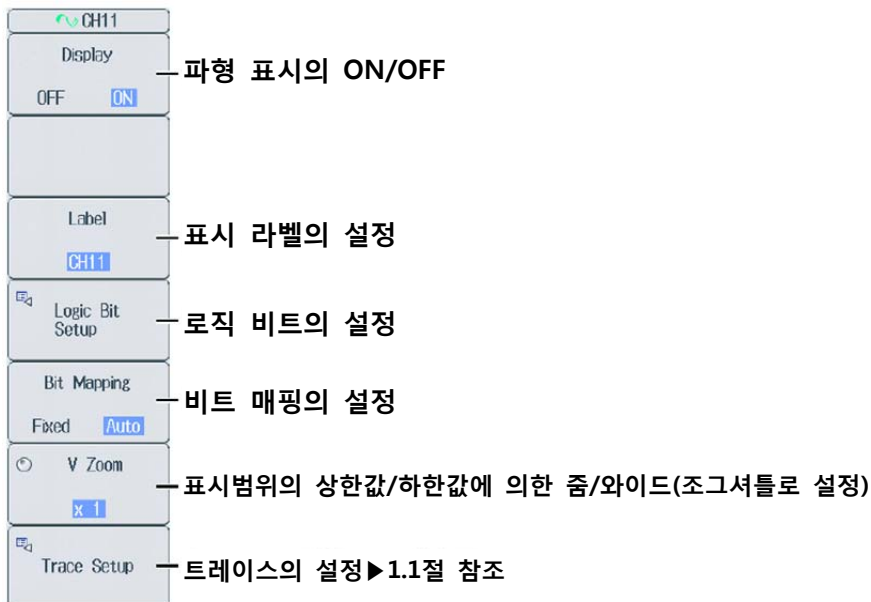 CH11
Display
파형 표시의 ON/OFF
OFF ON
Label
표시 라벨의 설정
CH11
Logic Bit
Setup
로직 비트의 설정
Bit Mapping
비트 매핑의 설정
Fixed Auto
V Zoom
표시범위의 상한값/하한값에 의한 줌/와이드(조그셔틀로 설정)
x 1
Trace Setup
트레이스의 설정▶1.1절 참조